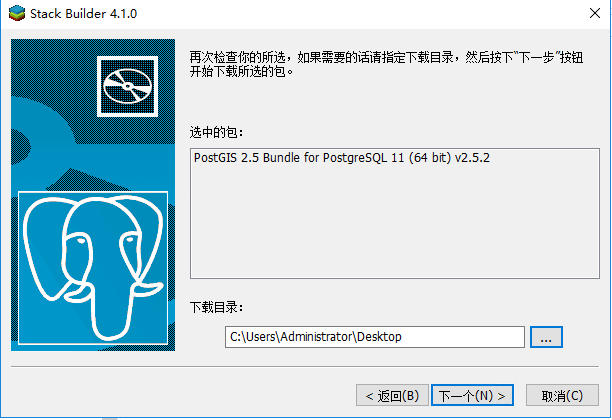 Stack Builder 4.1.0
再次检查你的所选，如果需要的话请指定下载目录，然后按下“下一步”按钮
开始下载所选的包。
选中的包：
PostGIS 2.5 Bundle for PostgreSQL 11 (64 bit) v2.5.2
下载目录：
C:\Users\Administrator\Desktop
...
< 返回(B)
下一个(N) >
取消(C)